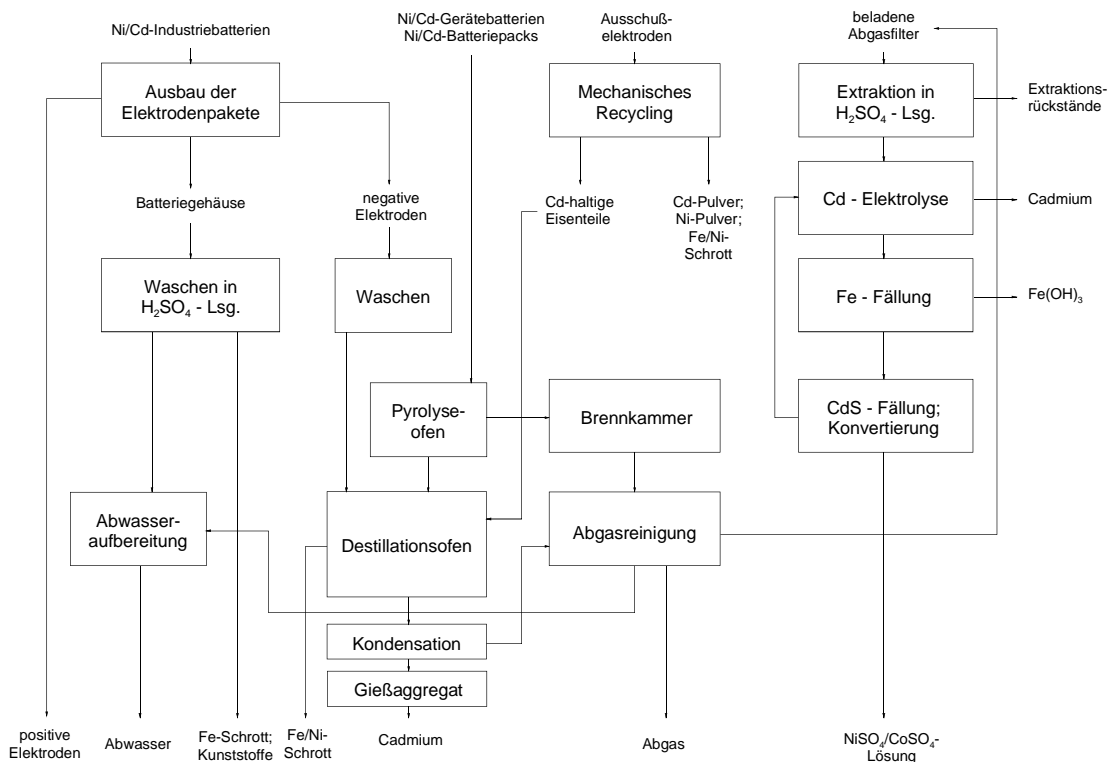 Ni/Cd-Industriebatterien
Ni/Cd-Gerätebatterien
Ni/Cd-Batteriepacks
Ausschuß-
elektroden
beladene
Abgasfilter
Ausbau der
Elektrodenpakete
Mechanisches
Recycling
Extraktion in
H₂SO₄ - Lsg.
Extraktions-
rückstände
Batteriegehäuse
negative
Elektroden
Cd-haltige
Eisenteile
Cd-Pulver;
Ni-Pulver;
Fe/Ni-
Schrott
Cd - Elektrolyse
Cadmium
Waschen in
H₂SO₄ - Lsg.
Waschen
Fe - Fällung
Fe(OH)₃
Pyrolyse-
ofen
Brennkammer
CdS - Fällung;
Konvertierung
Abwasser-
aufbereitung
Destillationsofen
Abgasreinigung
Kondensation
Gießaggregat
positive
Elektroden
Abwasser
Fe-Schrott;
Kunststoffe
Fe/Ni-
Schrott
Cadmium
Abgas
NiSO₄/CoSO₄-
Lösung